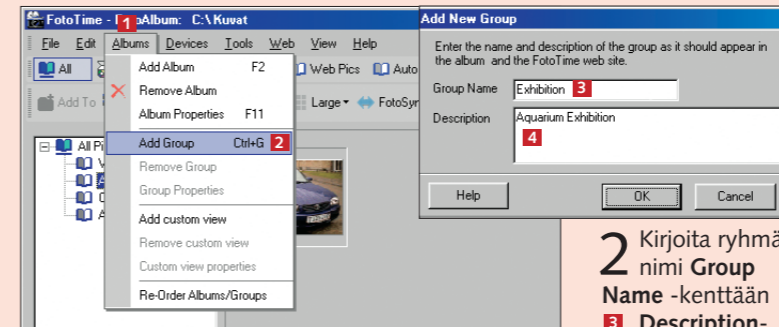 FotoTime - Album: C:\Kuvat
1
File Edit Albums Devices Tools Web View Help
All
Web Pics
Auto
Add To
Large
Add Album F2
Remove Album
Album Properties F11
Add Group Ctrl+G 2
Remove Group
Group Properties
Add custom view
Remove custom view
Custom view properties
Re-Order Albums/Groups
Add New Group
Enter the name and description of the group as it should appear in
the album and the FotoTime web site.
Group Name Exhibition 3
Description Aquarium Exhibition
4
Help OK Cancel
2 Kirjoita ryhmä
nimi Group
Name -kenttään
3 Description-